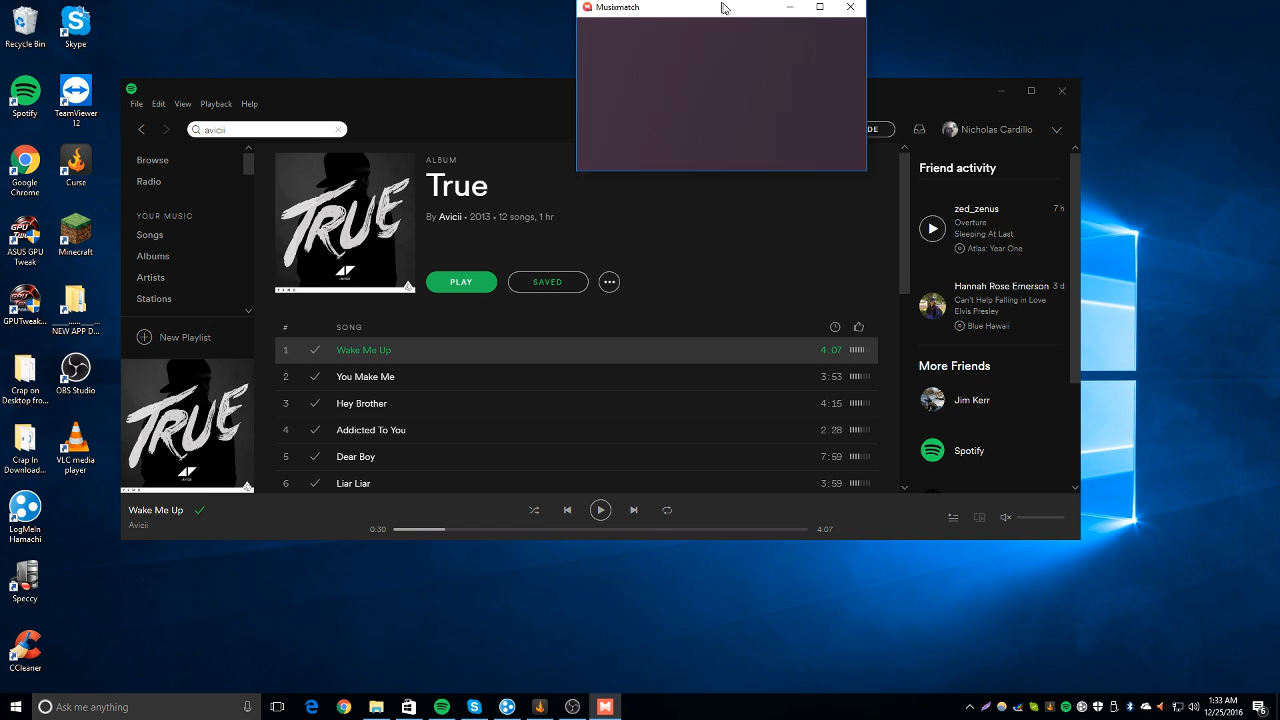 Musixmatch
Recycle Bin
Skype
Spotify
TeamViewer
12
Google
Chrome
Curse
ASUS GPU
Tweak
Minecraft
GPUTweak...
NEW APP D...
Crap on
Desktop fro...
OBS Studio
Crap In
Download...
VLC media
player
LogMeIn
Hamachi
Speccy
CCleaner
File Edit View Playback Help
avicii
DE
Nicholas Cardillo
Browse
Radio
YOUR MUSIC
Songs
Albums
Artists
Stations
New Playlist
TRUE
ALBUM
True
By Avicii • 2013 • 12 songs, 1 hr
PLAY
SAVED
# SONG
1 Wake Me Up 4:07
2 You Make Me 3:53
3 Hey Brother 4:15
4 Addicted To You 2:28
5 Dear Boy 7:59
6 Liar Liar 3:59
TRUE
Friend activity
zed_zenus 7 h
Overture
Sleeping At Last
Atlas: Year One
Hannah Rose Emerson 3 d
Can't Help Falling in Love
Elvis Presley
Blue Hawaii
More Friends
Jim Kerr
Spotify
Wake Me Up
Avicii
0:30
4:07
Ask me anything
1:33 AM
12/25/2016
6